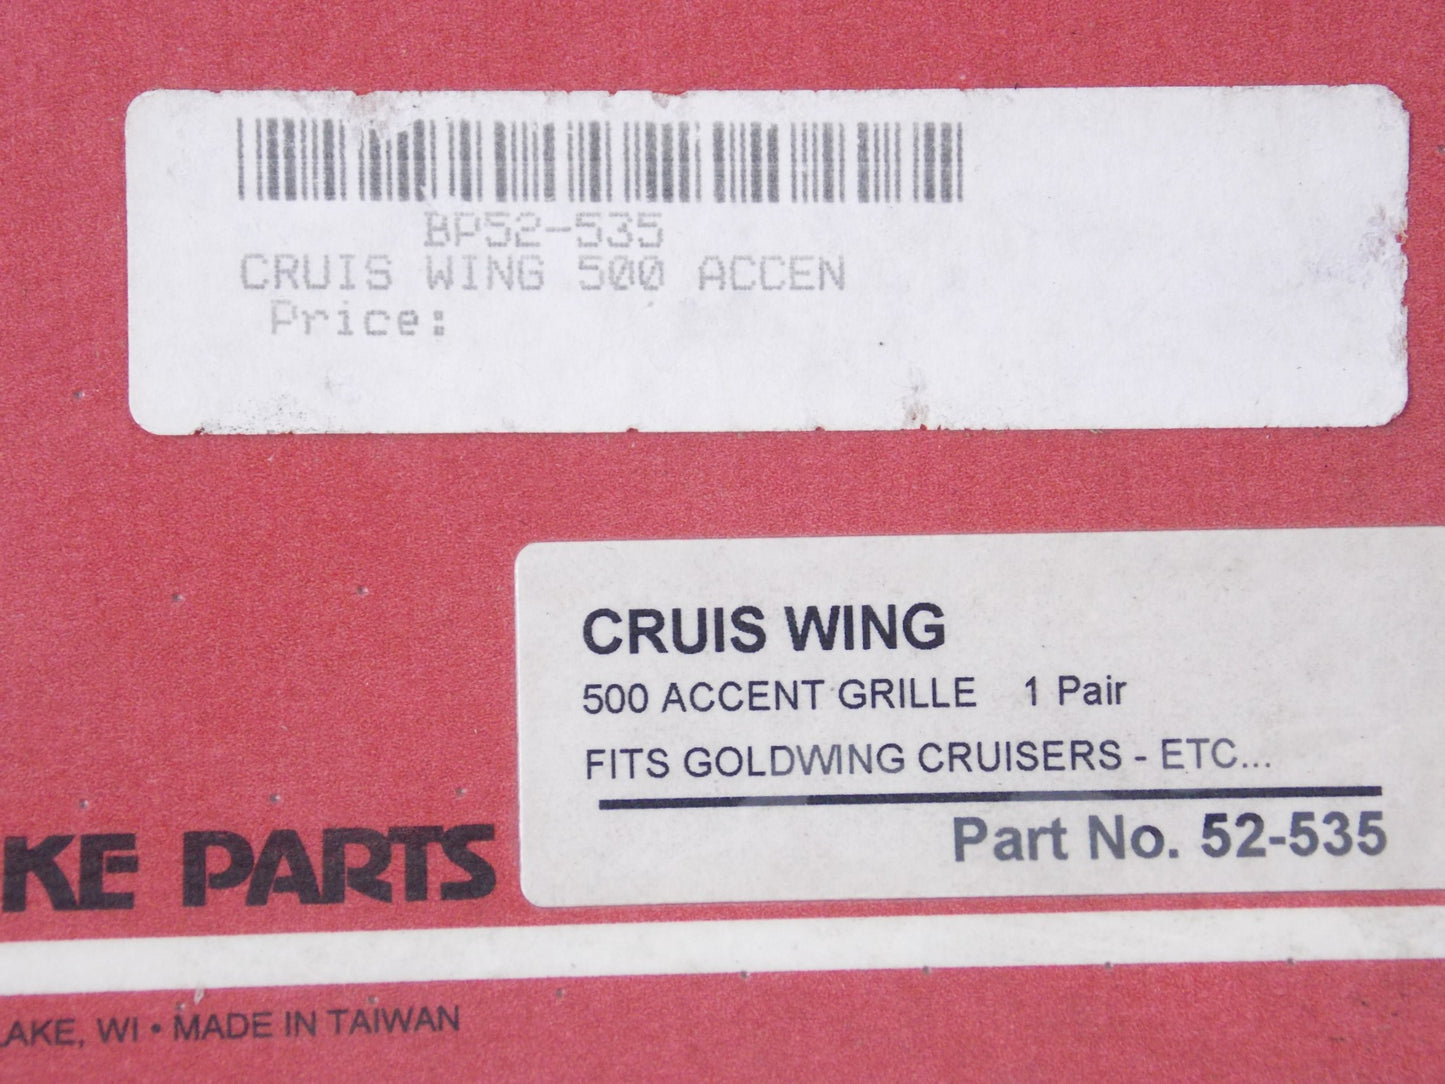 BP52-535
CRUIS WING 500 ACCEN
Price:
CRUIS WING
500 ACCENT GRILLE 1 Pair
FITS GOLDWING CRUISERS - ETC...
Part No. 52-535
KE PARTS
LAKE, WI • MADE IN TAIWAN